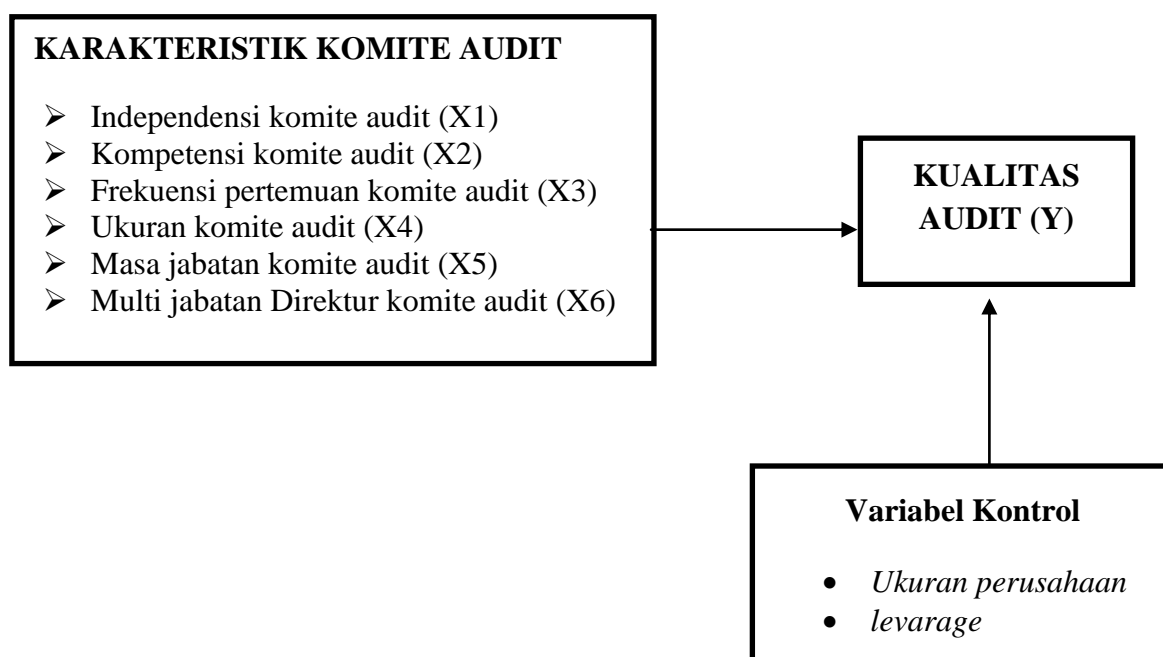 KARAKTERISTIK KOMITE AUDIT
➢ Independensi komite audit (X1)
➢ Kompetensi komite audit (X2)
➢ Frekuensi pertemuan komite audit (X3)
➢ Ukuran komite audit (X4)
➢ Masa jabatan komite audit (X5)
➢ Multi jabatan Direktur komite audit (X6)
KUALITAS
AUDIT (Y)
Variabel Kontrol
• Ukuran perusahaan
• levarage